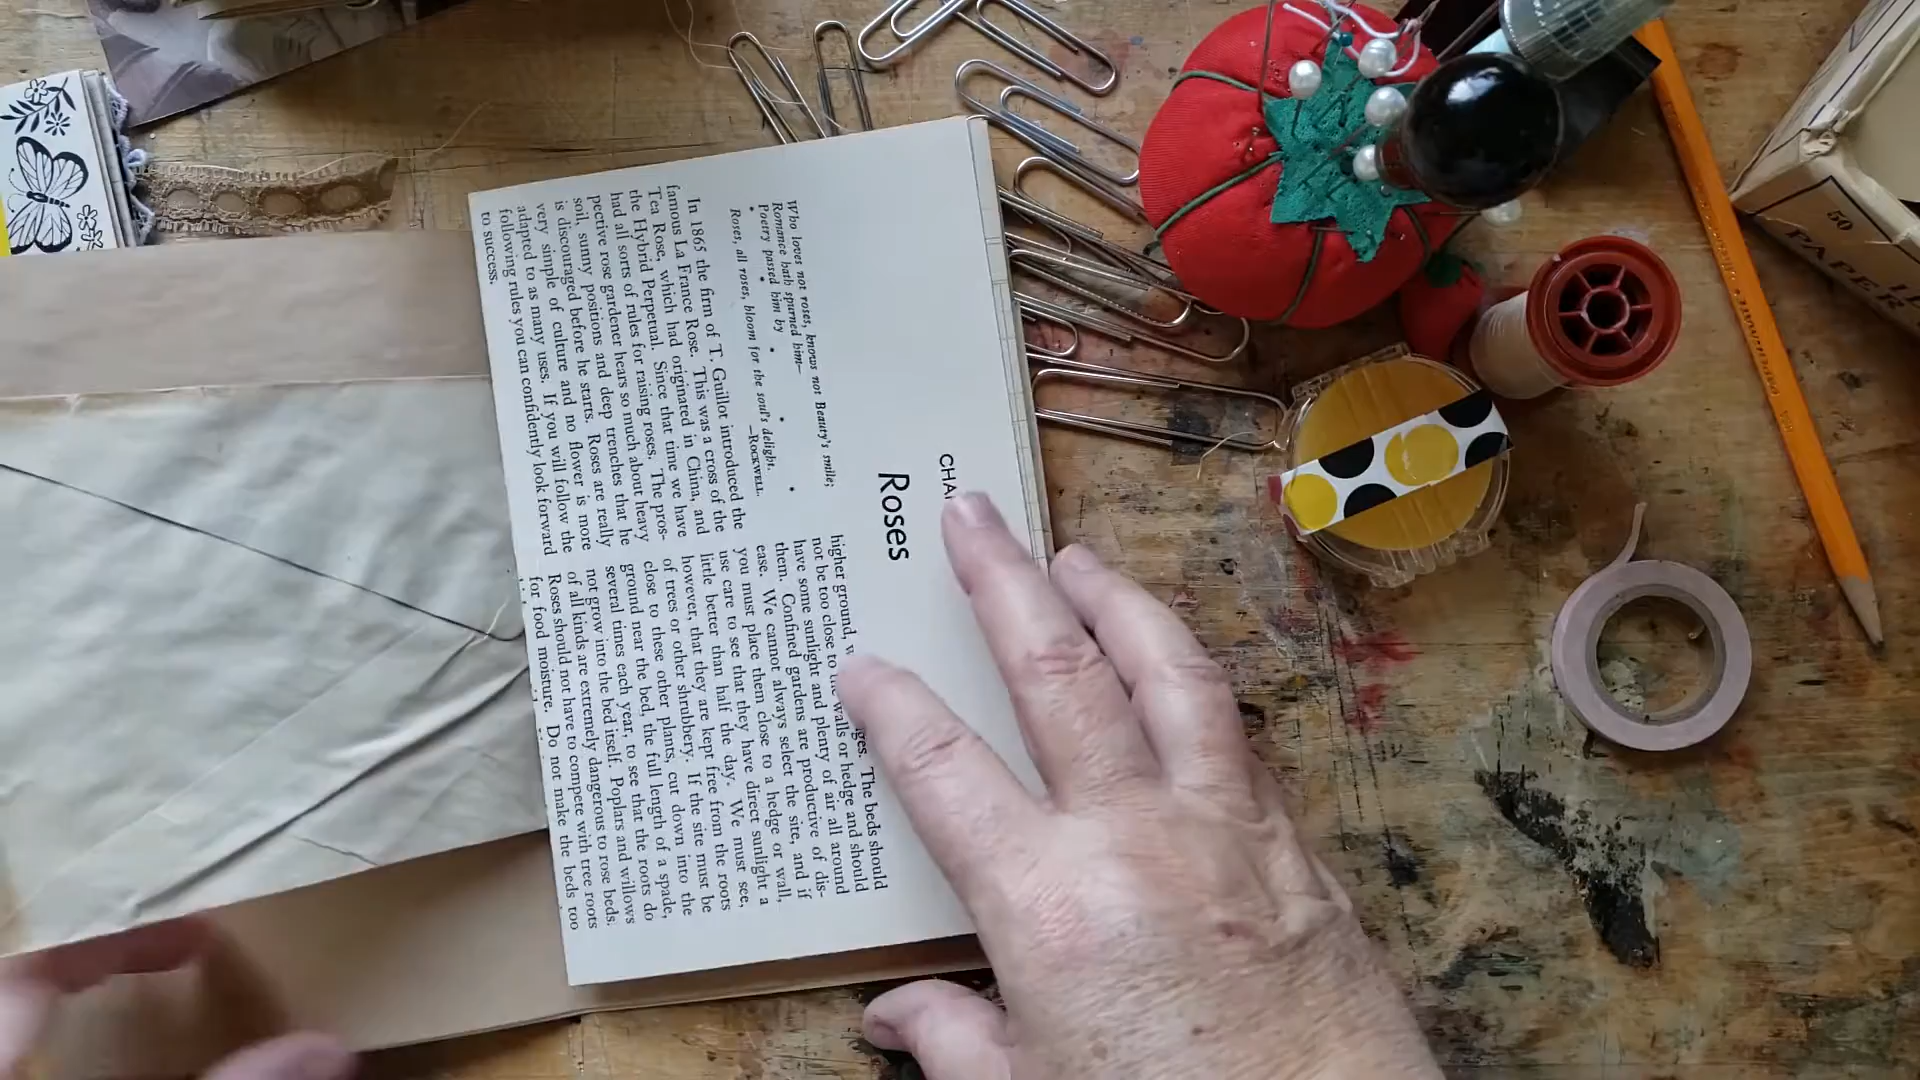 CHA
Roses
Who loves not roses, knows not Beauty's smile;
Romance hath spurned him—
Poetry passed him by
Roses, all roses, bloom for the soul's delight.
—ROCKWELL.
In 1865 the firm of T. Guillot introduced the
famous La France Rose. This was a cross of the
Tea Rose, which had originated in China, and
the Hybrid Perpetual. Since that time we have
had all sorts of rules for raising roses. The pros-
pective rose gardener hears so much about heavy
soil, sunny positions and deep trenches that he
is discouraged before he starts. Roses are really
very simple of culture and no flower is more
adapted to as many uses. If you will follow the
following rules you can confidently look forward
to success.
ges. The beds should
higher ground, not be too close to the walls or hedge and should
have some sunlight and plenty of air all around
them. Confined gardens are productive of dis-
ease. We cannot always select the site, and if
you must place them close to a hedge or wall,
use care to see that they have direct sunlight a
little better than half the day. We must see,
however, that they are kept free from the roots
of trees or other shrubbery. If the site must be
close to these other plants, cut down into the
ground near the bed, the full length of a spade,
several times each year, to see that the roots do
not grow into the bed itself. Poplars and willows
of all kinds are extremely dangerous to rose beds.
Roses should not have to compete with tree roots
for food moisture. Do not make the beds too
50
PAPER